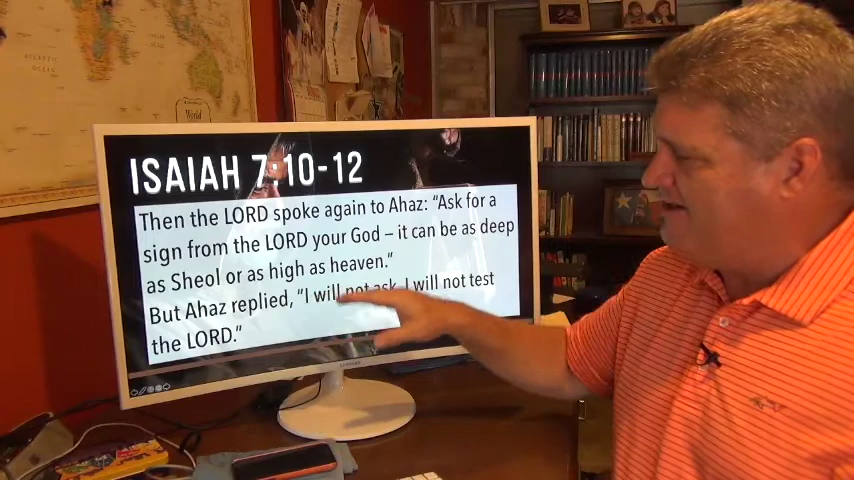 ISAIAH 7:10-12
Then the LORD spoke again to Ahaz: “Ask for a
sign from the LORD your God – it can be as deep
as Sheol or as high as heaven.”
But Ahaz replied, “I will not ask. I will not test
the LORD.”
SAMSUNG
World